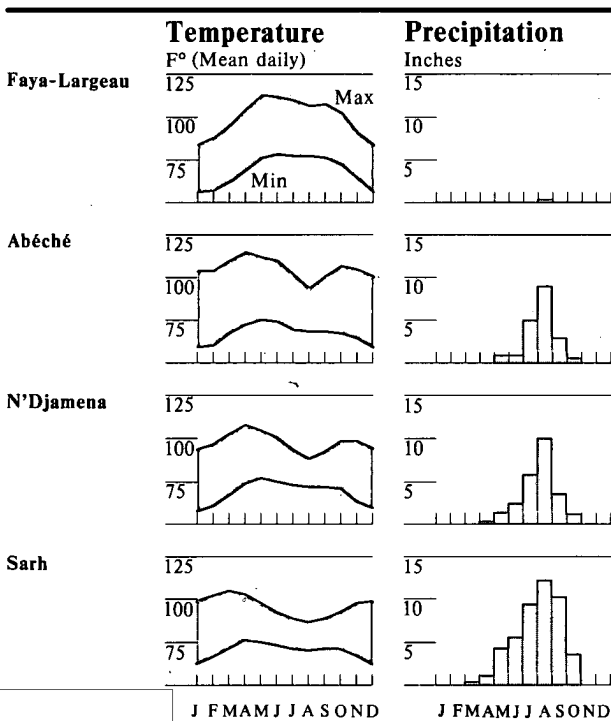 Temperature Precipitation
F° (Mean daily) Inches
Faya-Largeau 125 15
Max
100 10
75 5
Min
Abéché 125 15
100 10
75 5
N'Djamena 125 15
100 10
75 5
Sarh 125 15
100 10
75 5
J F M A M J J A S O N D J F M A M J J A S O N D